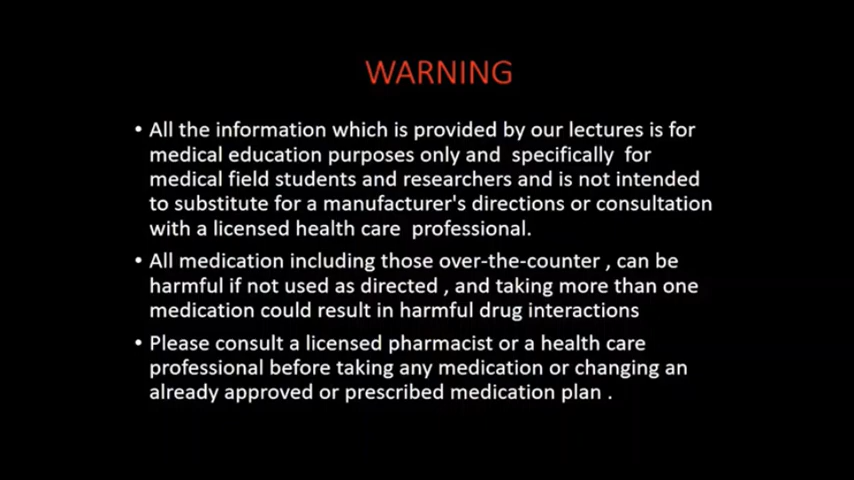 WARNING
• All the information which is provided by our lectures is for
medical education purposes only and  specifically  for
medical field students and researchers and is not intended
to substitute for a manufacturer's directions or consultation
with a licensed health care  professional.
• All medication including those over-the-counter , can be
harmful if not used as directed , and taking more than one
medication could result in harmful drug interactions
• Please consult a licensed pharmacist or a health care
professional before taking any medication or changing an
already approved or prescribed medication plan .